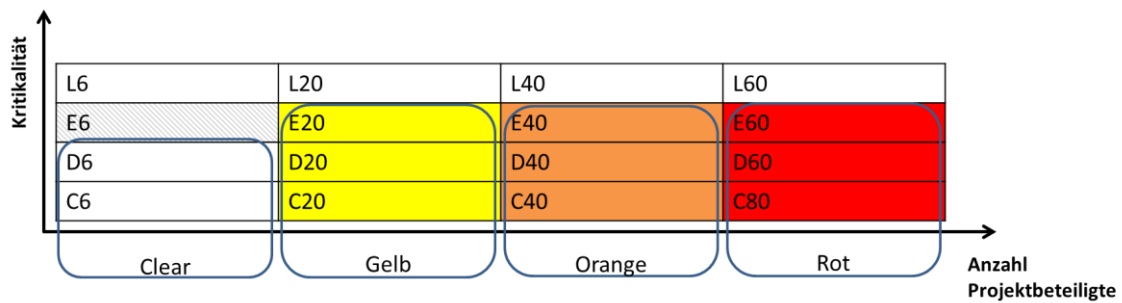 Kritikalität
L6 L20 L40 L60
E6 E20 E40 E60
D6 D20 D40 D60
C6 C20 C40 C80
Clear Gelb Orange Rot
Anzahl
Projektbeteiligte